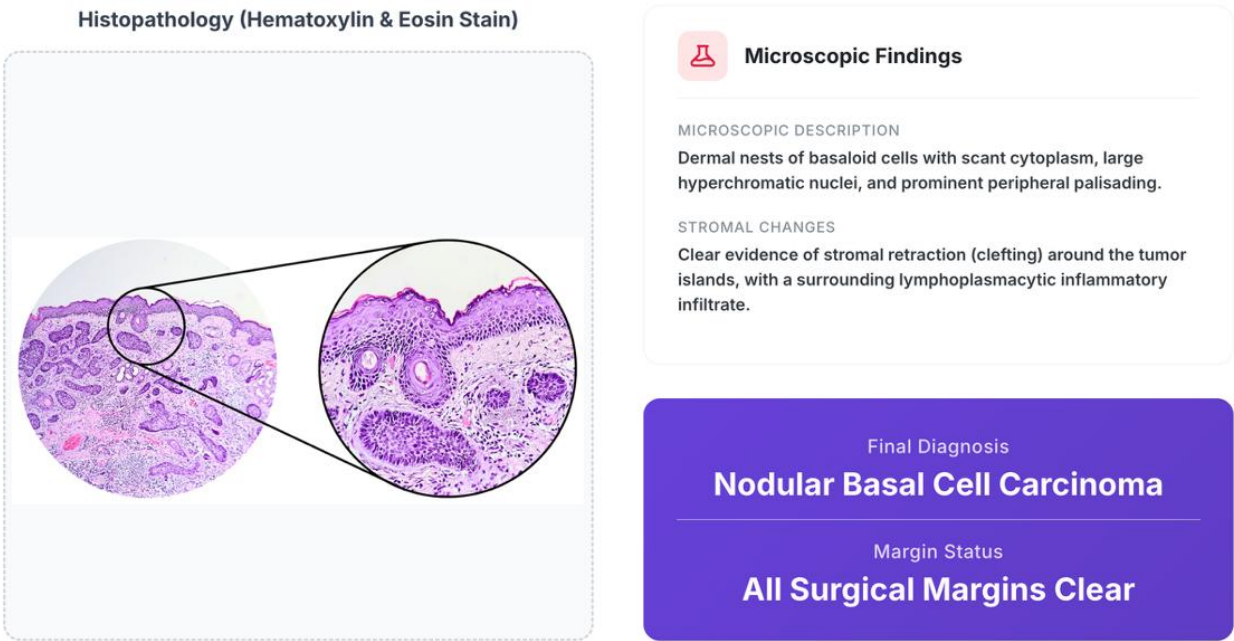 Histopathology (Hematoxylin & Eosin Stain)
Microscopic Findings
MICROSCOPIC DESCRIPTION
Dermal nests of basaloid cells with scant cytoplasm, large
hyperchromatic nuclei, and prominent peripheral palisading.
STROMAL CHANGES
Clear evidence of stromal retraction (clefting) around the tumor
islands, with a surrounding lymphoplasmacytic inflammatory
infiltrate.
Final Diagnosis
Nodular Basal Cell Carcinoma
Margin Status
All Surgical Margins Clear